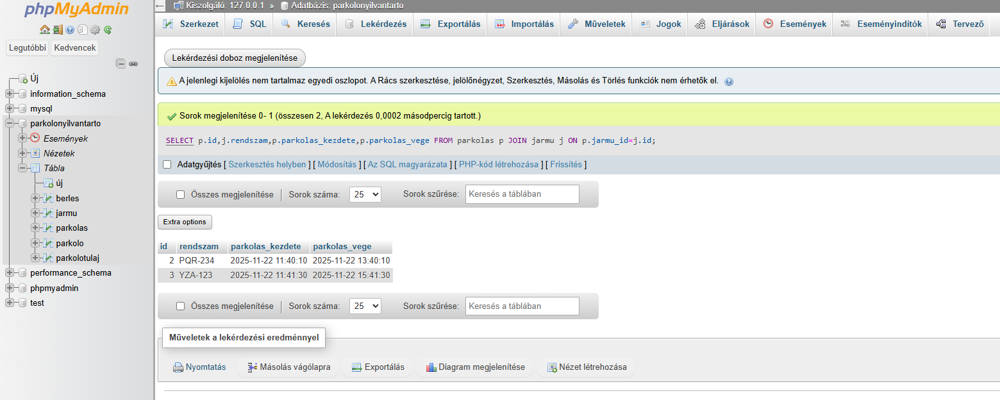 phpMyAdmin
Legutóbbi Kedvencek
Új
information_schema
mysql
parkolonyilvantarto
Események
Nézetek
Tábla
új
berles
jarmu
parkolas
parkolo
parkolotulaj
performance_schema
phpmyadmin
test
Kiszolgáló: 127.0.0.1 » Adatbázis: parkolonyilvantarto
Szerkezet SQL Keresés Lekérdezés Exportálás Importálás Műveletek Jogok Eljárások Események Eseményindítók Tervező
Lekérdezési doboz megjelenítése
A jelenlegi kijelölés nem tartalmaz egyedi oszlopot. A Rács szerkesztése, jelölőnégyzet, Szerkesztés, Másolás és Törlés funkciók nem érhetők el.
Sorok megjelenítése 0- 1 (összesen 2, A lekérdezés 0,0002 másodpercig tartott.)
SELECT p.id,j.rendszam,p.parkolas_kezdete,p.parkolas_vege FROM parkolas p JOIN jarmu j ON p.jarmu_id=j.id;
Adatgyűjtés [ Szerkesztés helyben ] [ Módosítás ] [ Az SQL magyarázata ] [ PHP-kód létrehozása ] [ Frissítés ]
Összes megjelenítése Sorok száma: 25 Sorok szűrése: Keresés a táblában
Extra options
id rendszam parkolas_kezdete parkolas_vege
2 PQR-234 2025-11-22 11:40:10 2025-11-22 13:40:10
3 YZA-123 2025-11-22 11:41:30 2025-11-22 15:41:30
Összes megjelenítése Sorok száma: 25 Sorok szűrése: Keresés a táblában
Műveletek a lekérdezési eredménnyel
Nyomtatás Másolás vágólapra Exportálás Diagram megjelenítése Nézet létrehozása